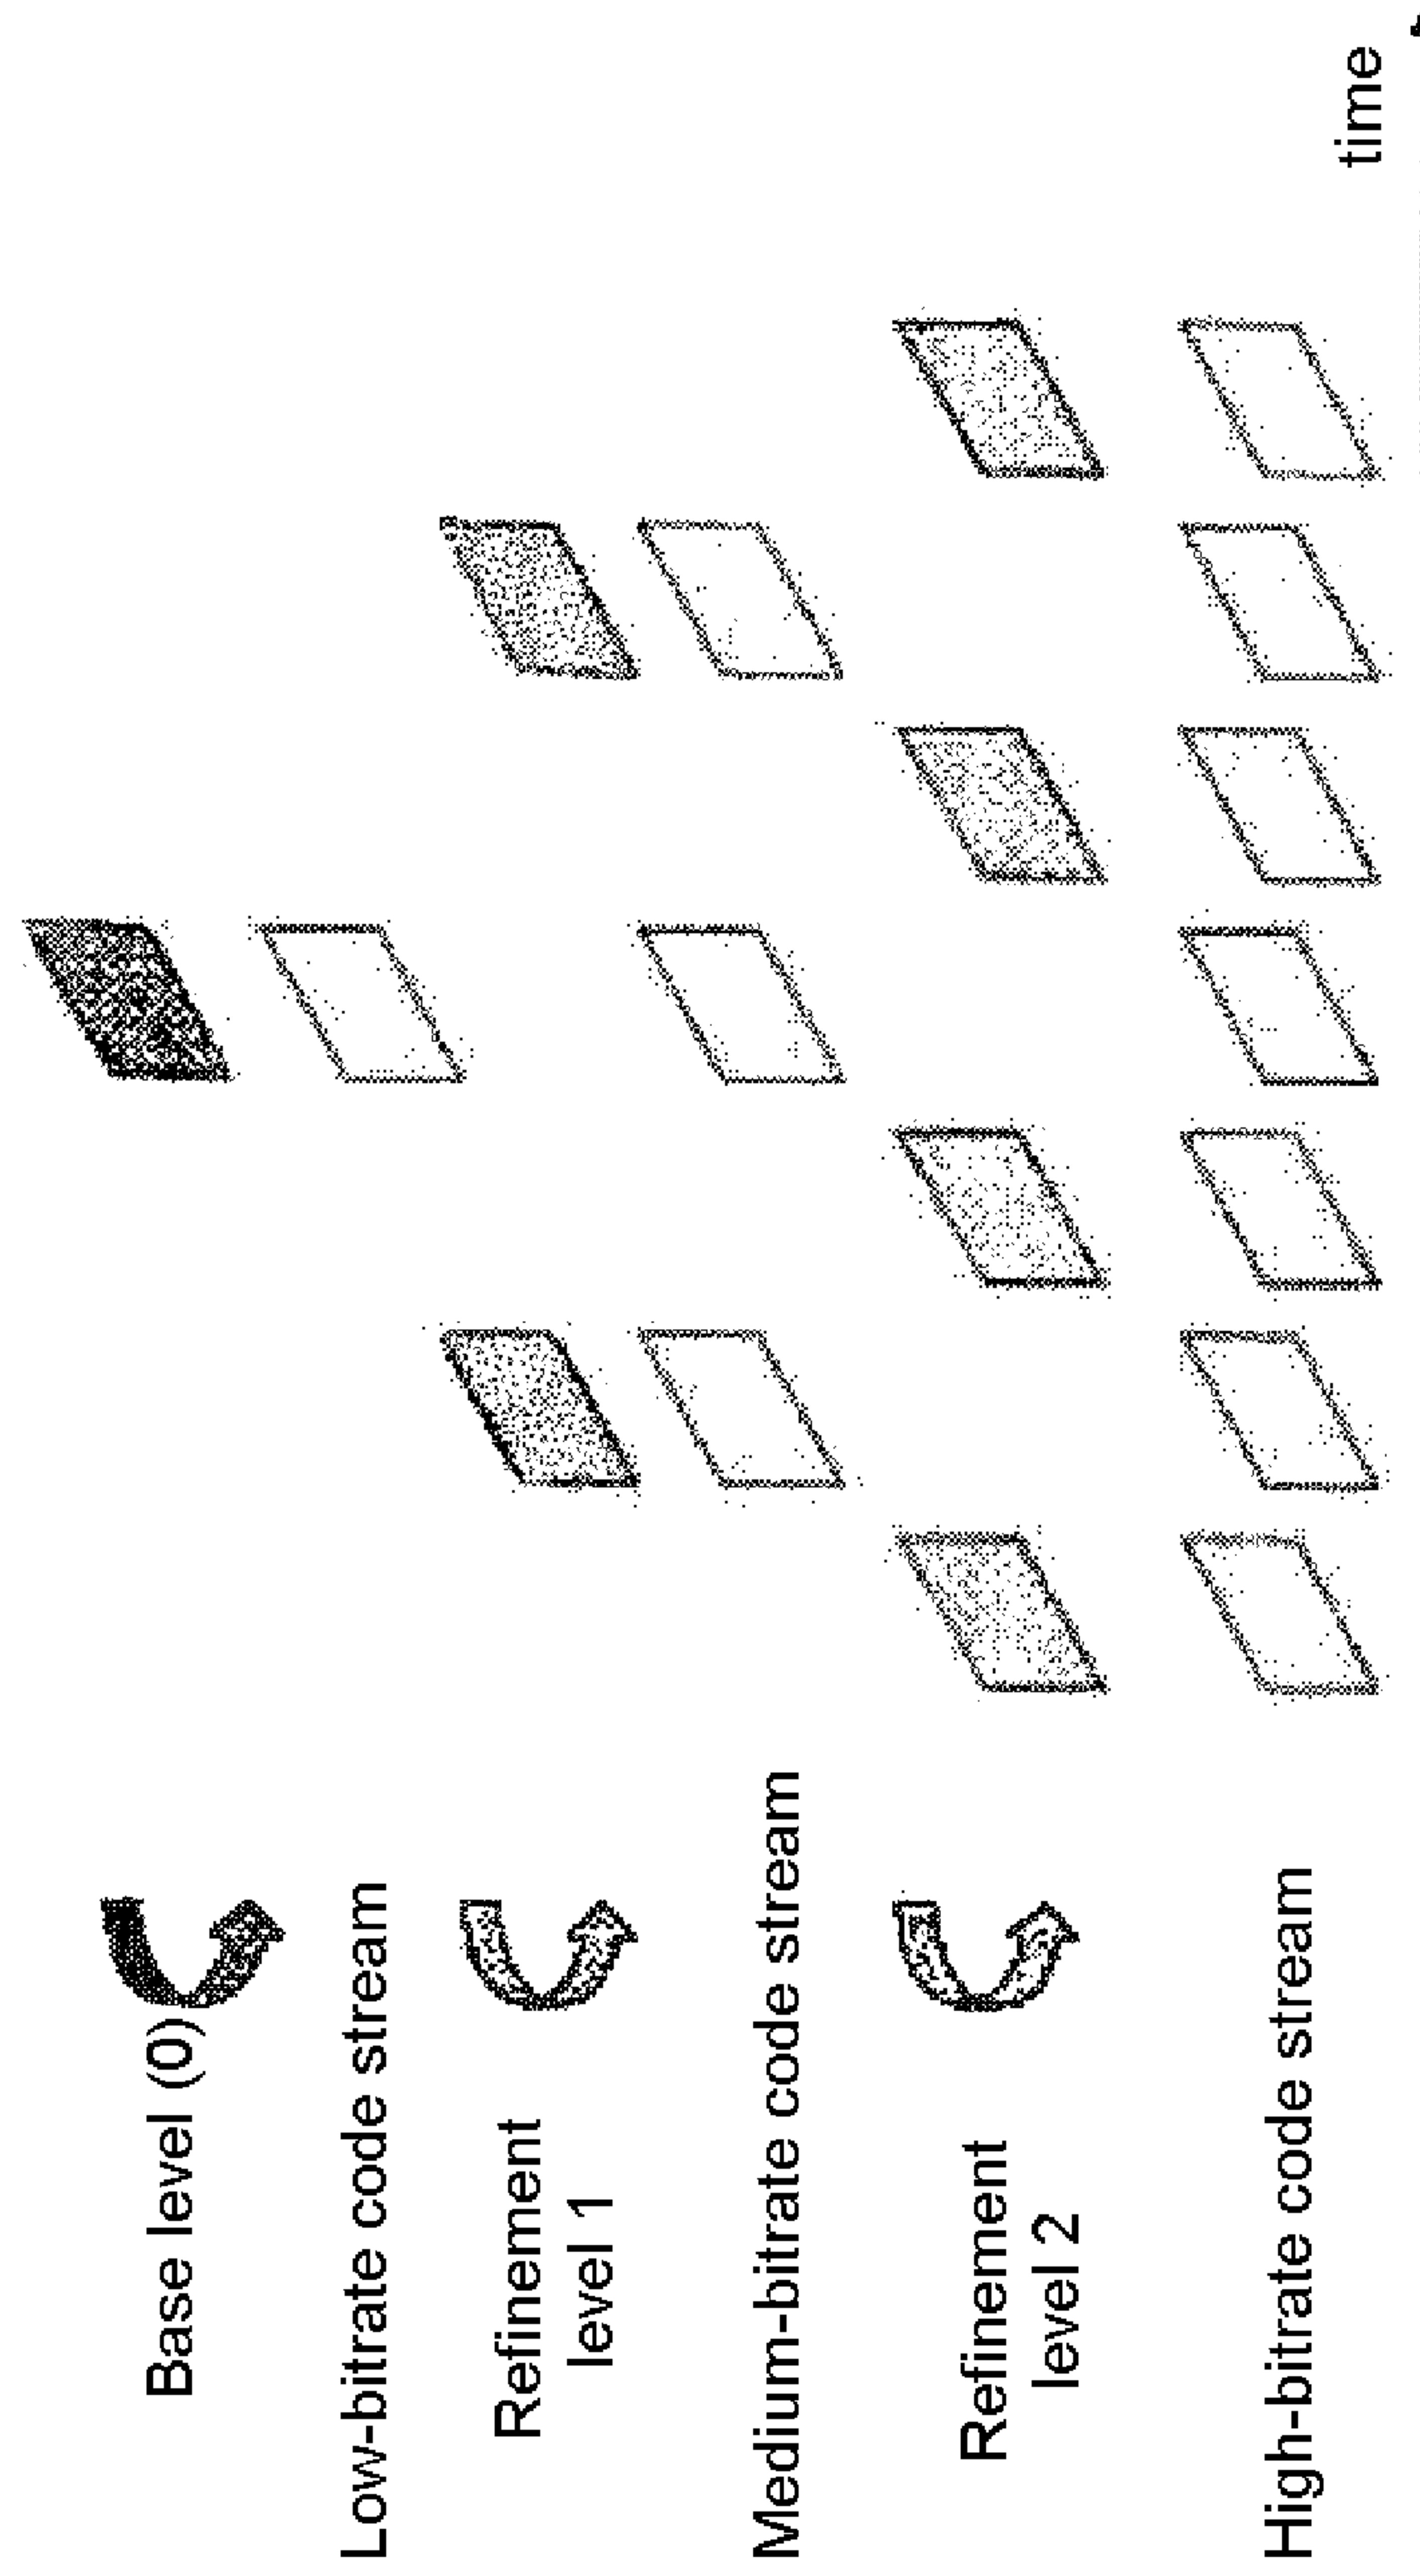 Base level (0)
Low-bitrate code stream
Refinement
level 1
Medium-bitrate code stream
Refinement
level 2
High-bitrate code stream
time